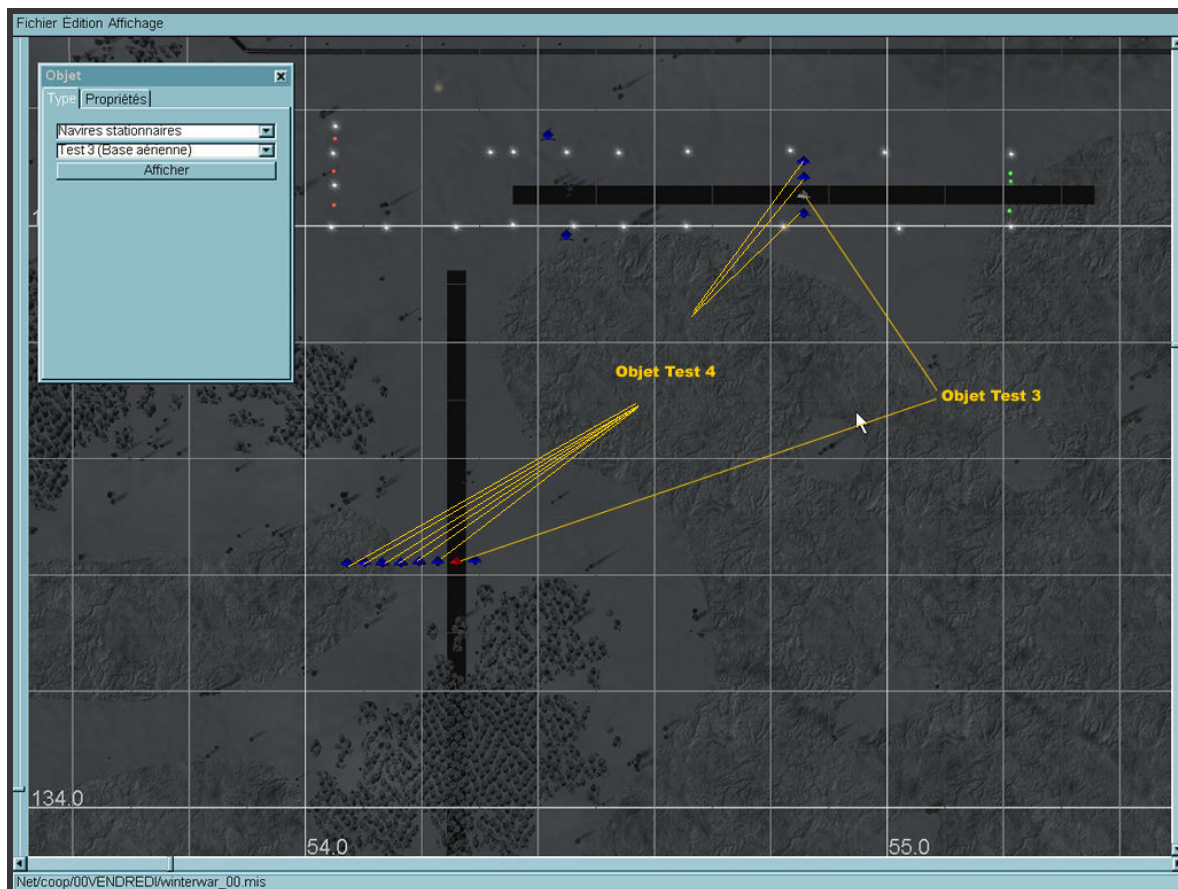 Fichier Édition Affichage
Objet
Type Propriétés
Navires stationnaires
Test 3 (Base aérienne)
Afficher
Objet Test 4
Objet Test 3
134.0
54.0 55.0
Net/coop/00VENDREDI/winterwar_00.mis